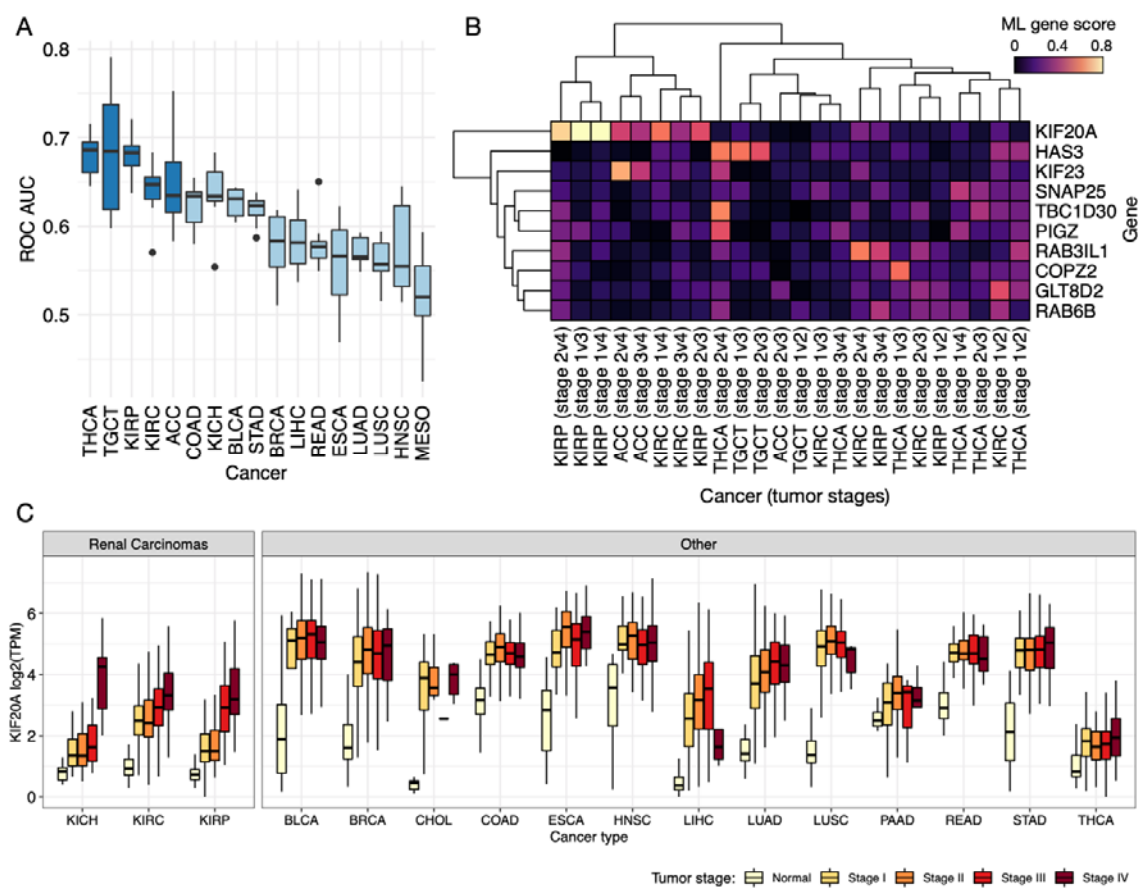 A
ROC AUC
0.8
0.7
0.6
0.5
THCA
TGCT
KIRP
KIRC
ACC
COAD
KICH
BLCA
STAD
BRCA
LIHC
READ
ESCA
LUAD
LUSC
HNSC
MESO
Cancer
B
ML gene score
0 0.4 0.8
KIF20A
HAS3
KIF23
SNAP25
TBC1D30
PIGZ
RAB3IL1
COPZ2
GLT8D2
RAB6B
Gene
KIRP (stage 2v4)
KIRP (stage 1v3)
KIRP (stage 1v4)
ACC (stage 2v4)
ACC (stage 3v4)
KIRC (stage 1v4)
KIRC (stage 3v4)
KIRP (stage 2v3)
THCA (stage 2v4)
TGCT (stage 1v3)
TGCT (stage 2v3)
ACC (stage 2v3)
TGCT (stage 1v2)
KIRC (stage 1v3)
THCA (stage 3v4)
KIRC (stage 2v4)
KIRP (stage 3v4)
THCA (stage 1v3)
KIRC (stage 2v3)
KIRP (stage 1v2)
THCA (stage 1v4)
THCA (stage 2v3)
KIRC (stage 1v2)
THCA (stage 1v2)
Cancer (tumor stages)
C
Renal Carcinomas Other
KIF20A log2(TPM)
6
4
2
0
KICH KIRC KIRP BLCA BRCA CHOL COAD ESCA HNSC LIHC LUAD LUSC PAAD READ STAD THCA
Cancer type
Tumor stage: Normal Stage I Stage II Stage III Stage IV